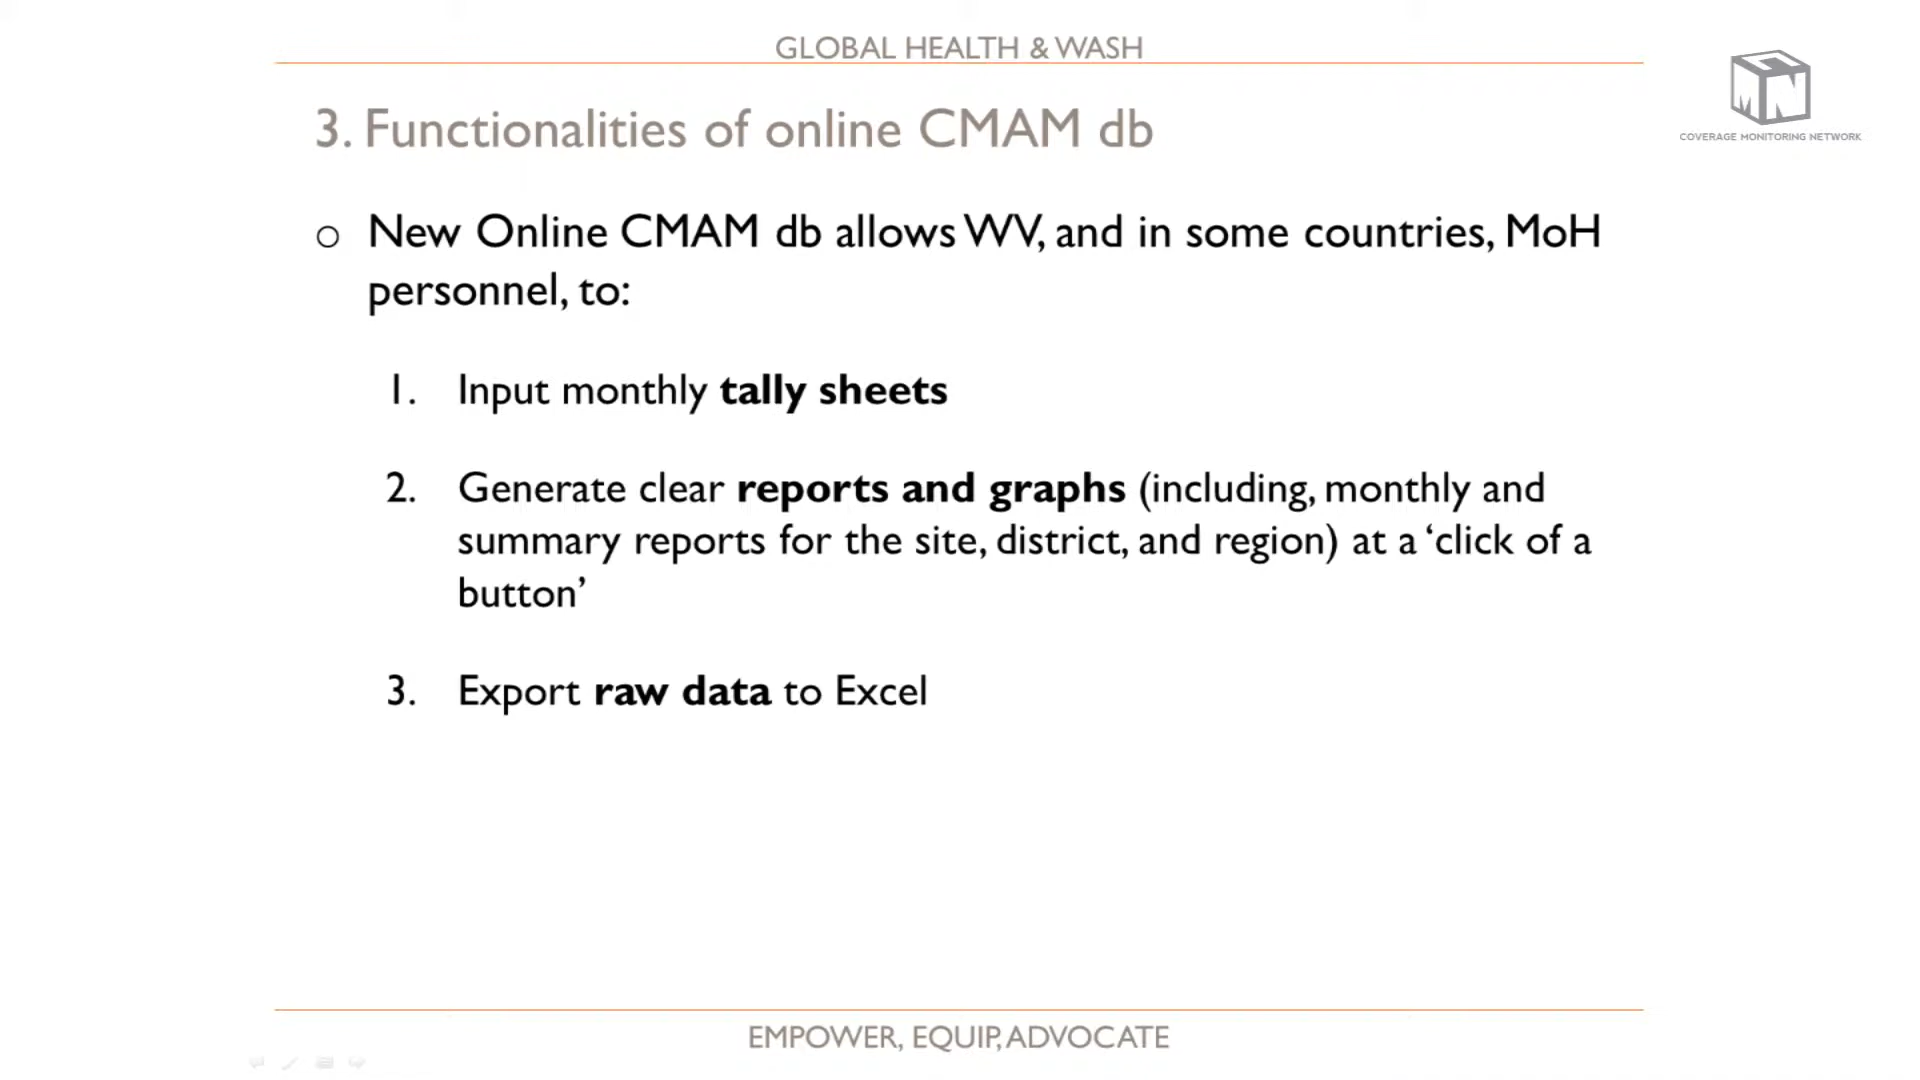 GLOBAL HEALTH & WASH
COVERAGE MONITORING NETWORK
3. Functionalities of online CMAM db
o New Online CMAM db allows WV, and in some countries, MoH
personnel, to:
1. Input monthly tally sheets
2. Generate clear reports and graphs (including, monthly and
summary reports for the site, district, and region) at a ‘click of a
button’
3. Export raw data to Excel
EMPOWER, EQUIP, ADVOCATE